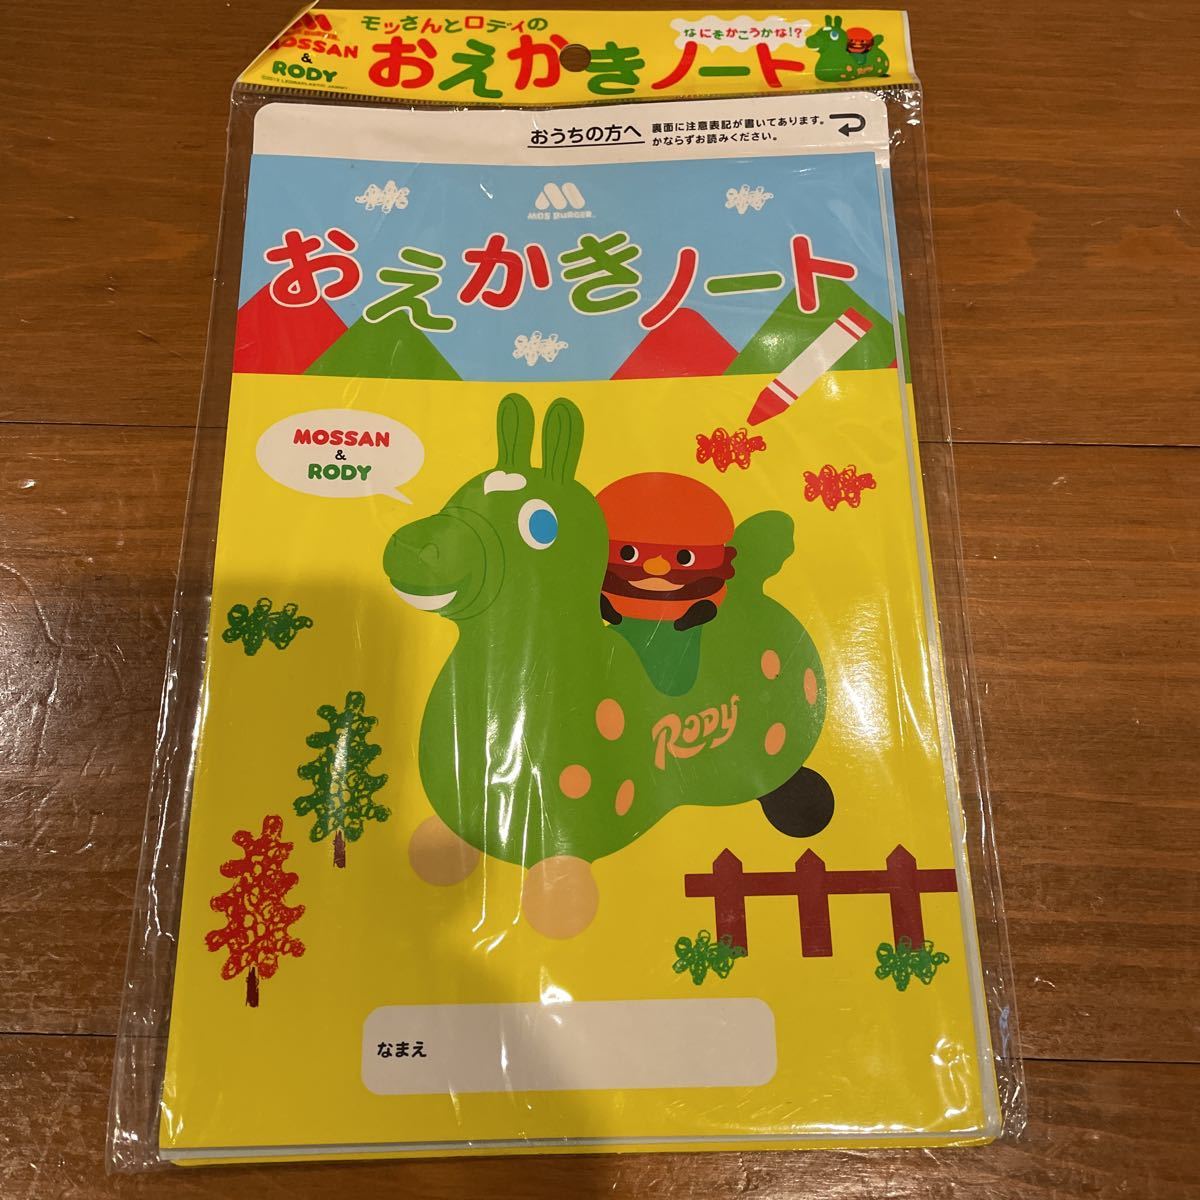 MOSSAN
&
RODY
モッさんとロディの
おえかきノート
なにをかこうかな!?
おうちの方へ
裏面に注意表記が書いてあります。
かならずお読みください。
MOS BURGER
おえかきノート
MOSSAN
&
RODY
RODY
なまえ